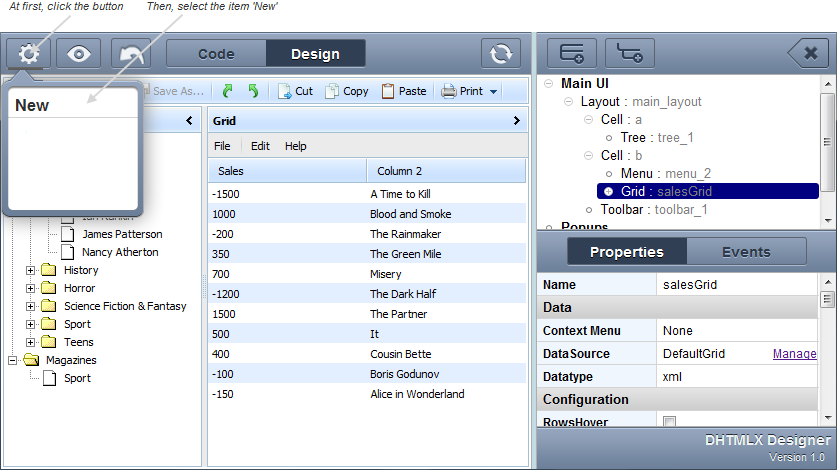 At first, click the button
Then, select the item 'New'
Code
Design
New
Save As...
Cut
Copy
Paste
Print
James Patterson
Nancy Atherton
History
Horror
Science Fiction & Fantasy
Sport
Teens
Magazines
Sport
Grid
File Edit Help
Sales Column 2
-1500 A Time to Kill
1000 Blood and Smoke
-200 The Rainmaker
350 The Green Mile
700 Misery
-1200 The Dark Half
1500 The Partner
500 It
400 Cousin Bette
-100 Boris Godunov
-150 Alice in Wonderland
Main UI
Layout : main_layout
Cell : a
Tree : tree_1
Cell : b
Menu : menu_2
Grid : salesGrid
Toolbar : toolbar_1
Popups
Properties
Events
Name salesGrid
Data
Context Menu None
DataSource DefaultGrid Manage
Datatype xml
Configuration
RowsHover
DHTMLX Designer
Version 1.0